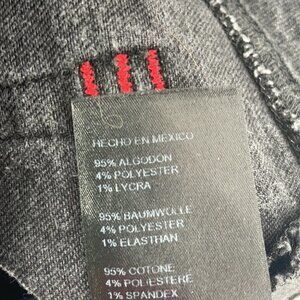 HECHO EN MEXICO
95% ALGODON
4% POLYESTER
1% LYCRA
95% BAUMWOLLE
4% POLYESTER
1% ELASTHAN
95% COTONE
4% POLIESTERE
1% SPANDEX